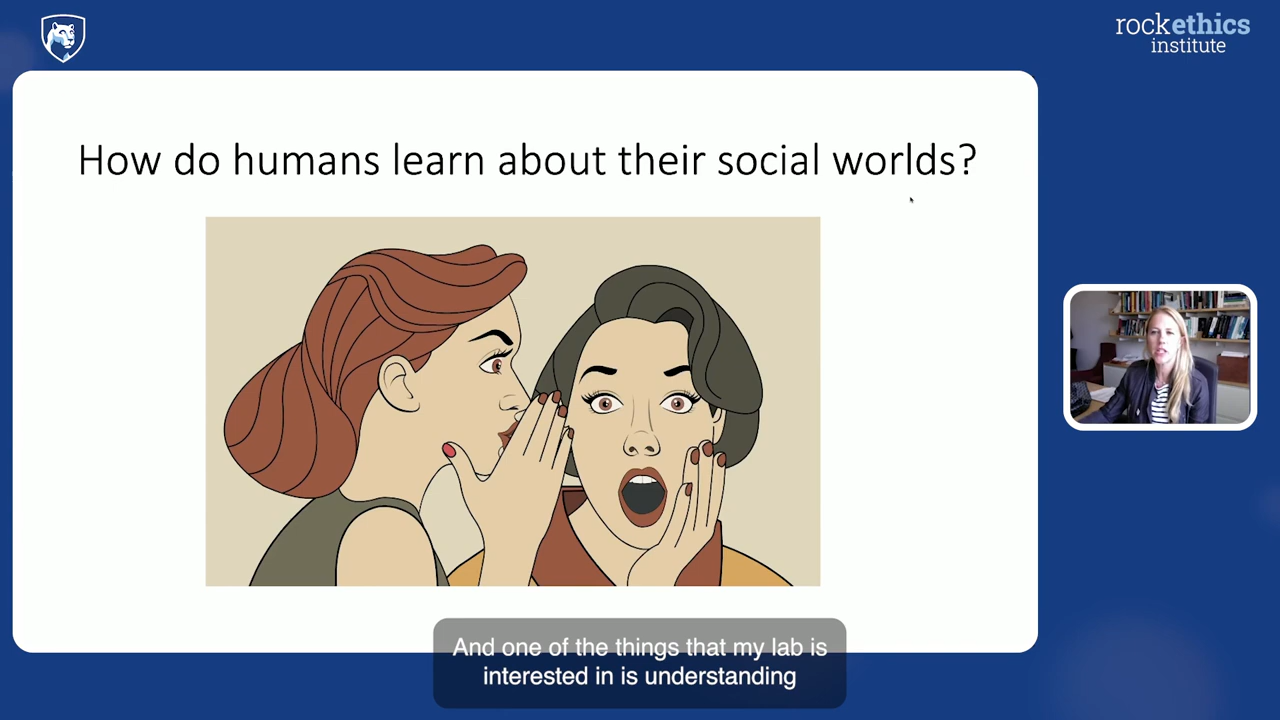 rockethics
institute
How do humans learn about their social worlds?
And one of the things that my lab is
interested in is understanding